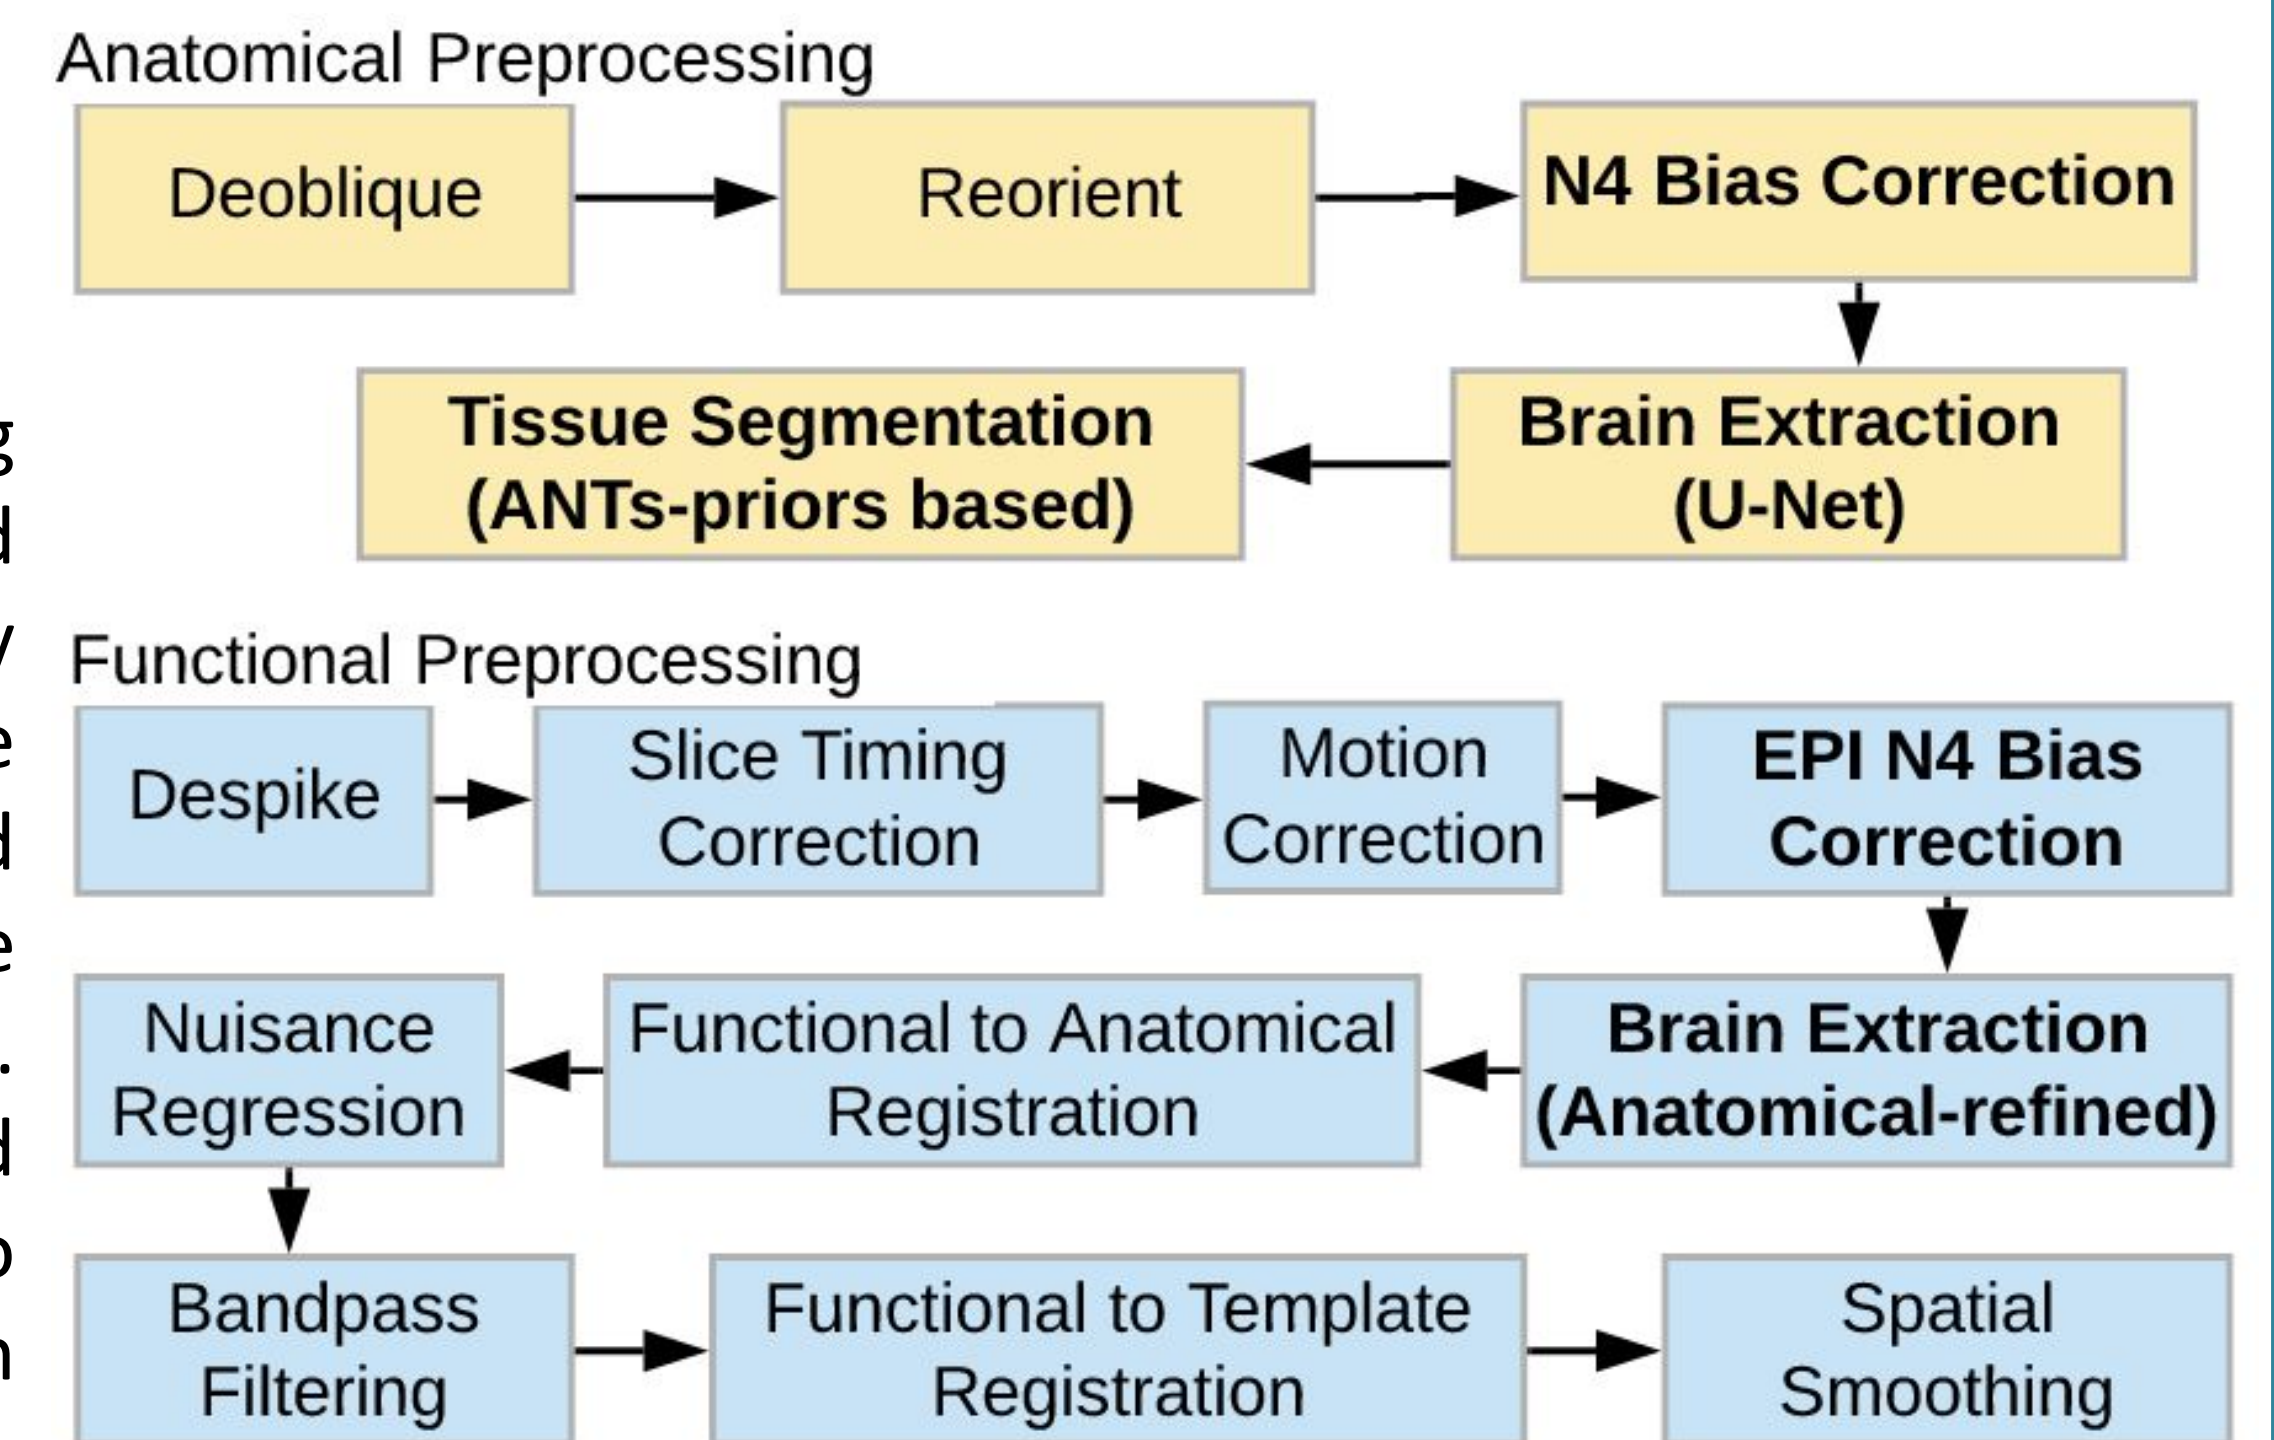 Anatomical Preprocessing
Deoblique
Reorient
N4 Bias Correction
Brain Extraction
(U-Net)
Tissue Segmentation
(ANTs-priors based)
Functional Preprocessing
Despike
Slice Timing
Correction
Motion
Correction
EPI N4 Bias
Correction
Brain Extraction
(Anatomical-refined)
Functional to Anatomical
Registration
Nuisance
Regression
Bandpass
Filtering
Functional to Template
Registration
Spatial
Smoothing